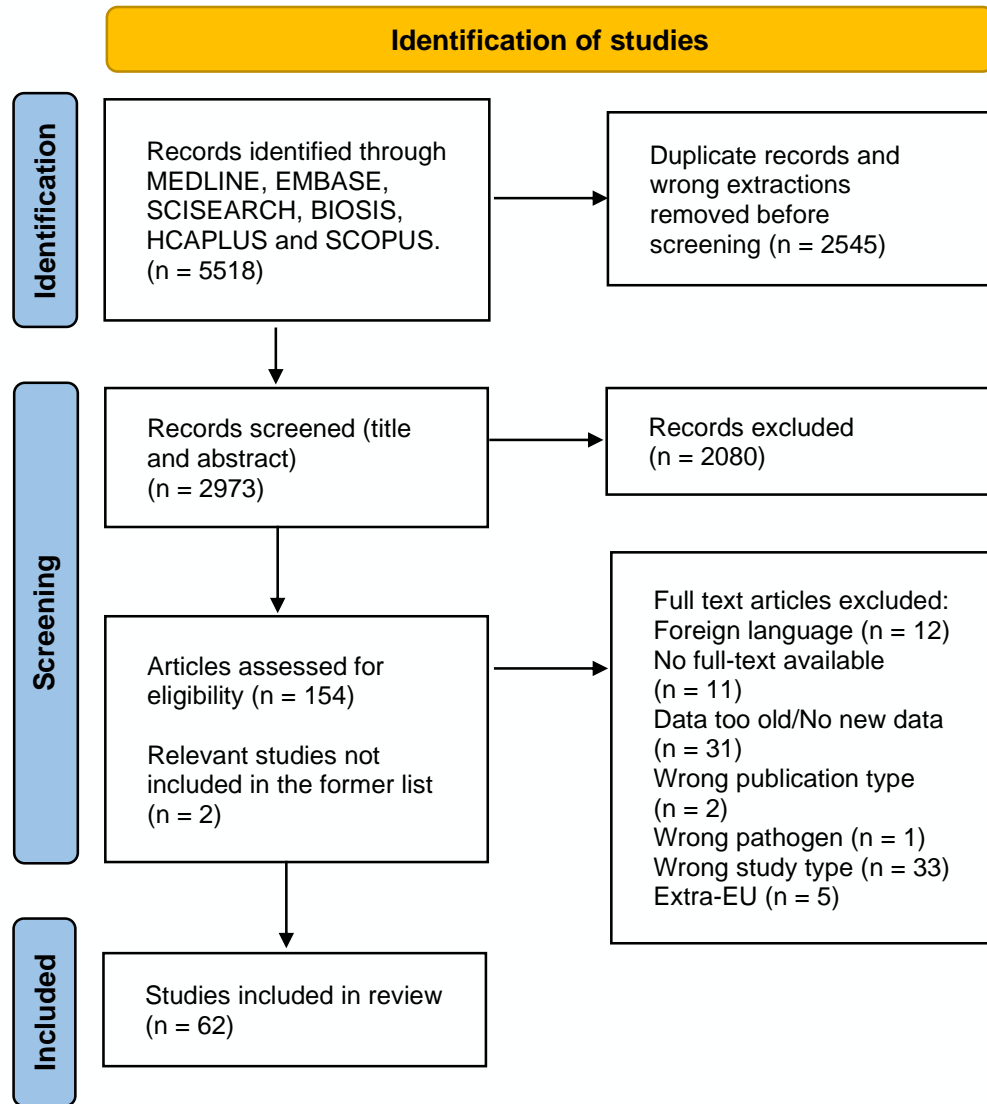 Identification of studies
Identification
Records identified through
MEDLINE, EMBASE,
SCISEARCH, BIOSIS,
HCAPLUS and SCOPUS.
(n = 5518)
Duplicate records and
wrong extractions
removed before
screening (n = 2545)
Screening
Records screened (title
and abstract)
(n = 2973)
Records excluded
(n = 2080)
Articles assessed for
eligibility (n = 154)
Relevant studies not
included in the former list
(n = 2)
Full text articles excluded:
Foreign language (n = 12)
No full-text available
(n = 11)
Data too old/No new data
(n = 31)
Wrong publication type
(n = 2)
Wrong pathogen (n = 1)
Wrong study type (n = 33)
Extra-EU (n = 5)
Included
Studies included in review
(n = 62)